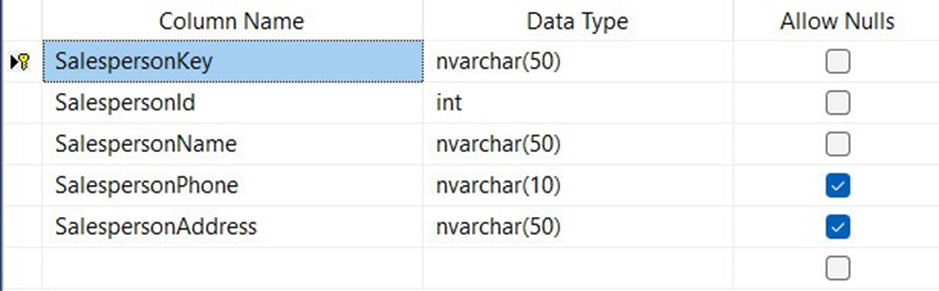 Column Name Data Type Allow Nulls
SalespersonKey nvarchar(50)
SalespersonId int
SalespersonName nvarchar(50)
SalespersonPhone nvarchar(10)
SalespersonAddress nvarchar(50)